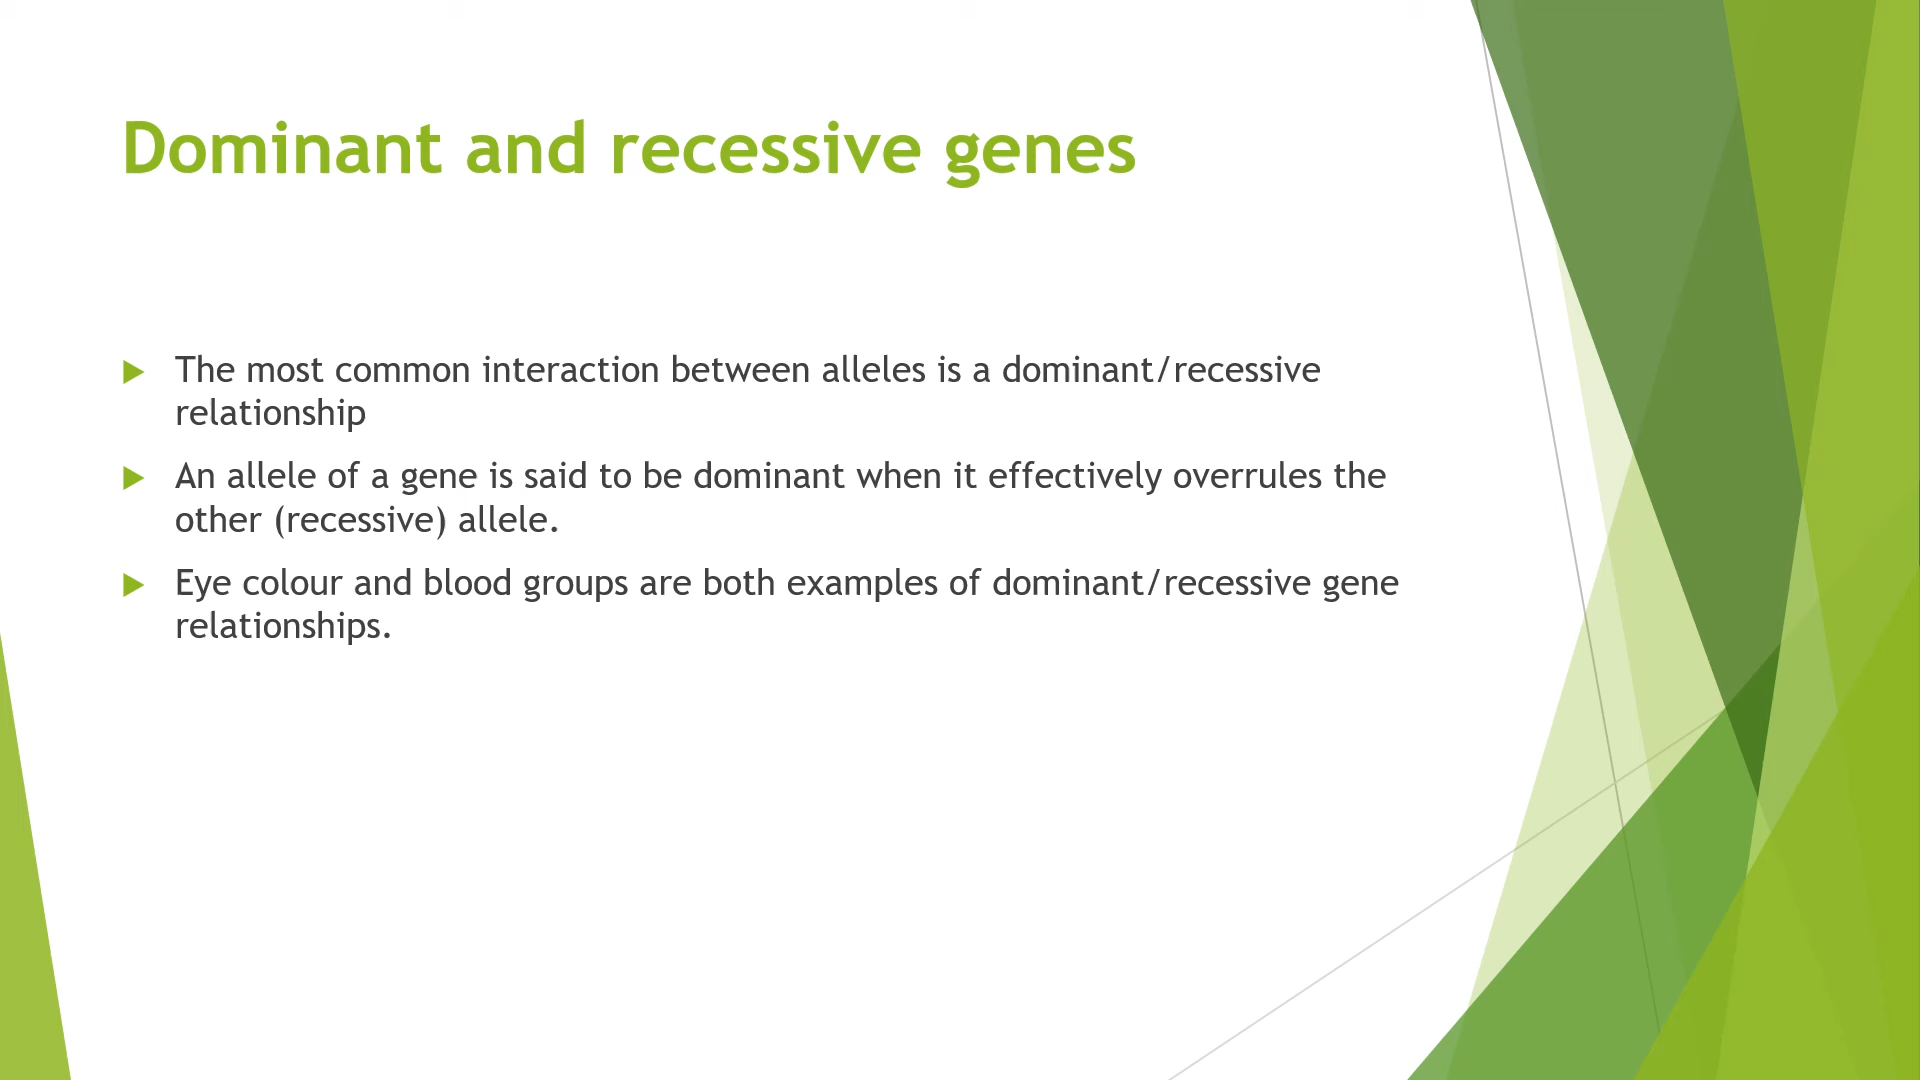 Dominant and recessive genes
The most common interaction between alleles is a dominant/recessive
relationship
An allele of a gene is said to be dominant when it effectively overrules the
other (recessive) allele.
Eye colour and blood groups are both examples of dominant/recessive gene
relationships.